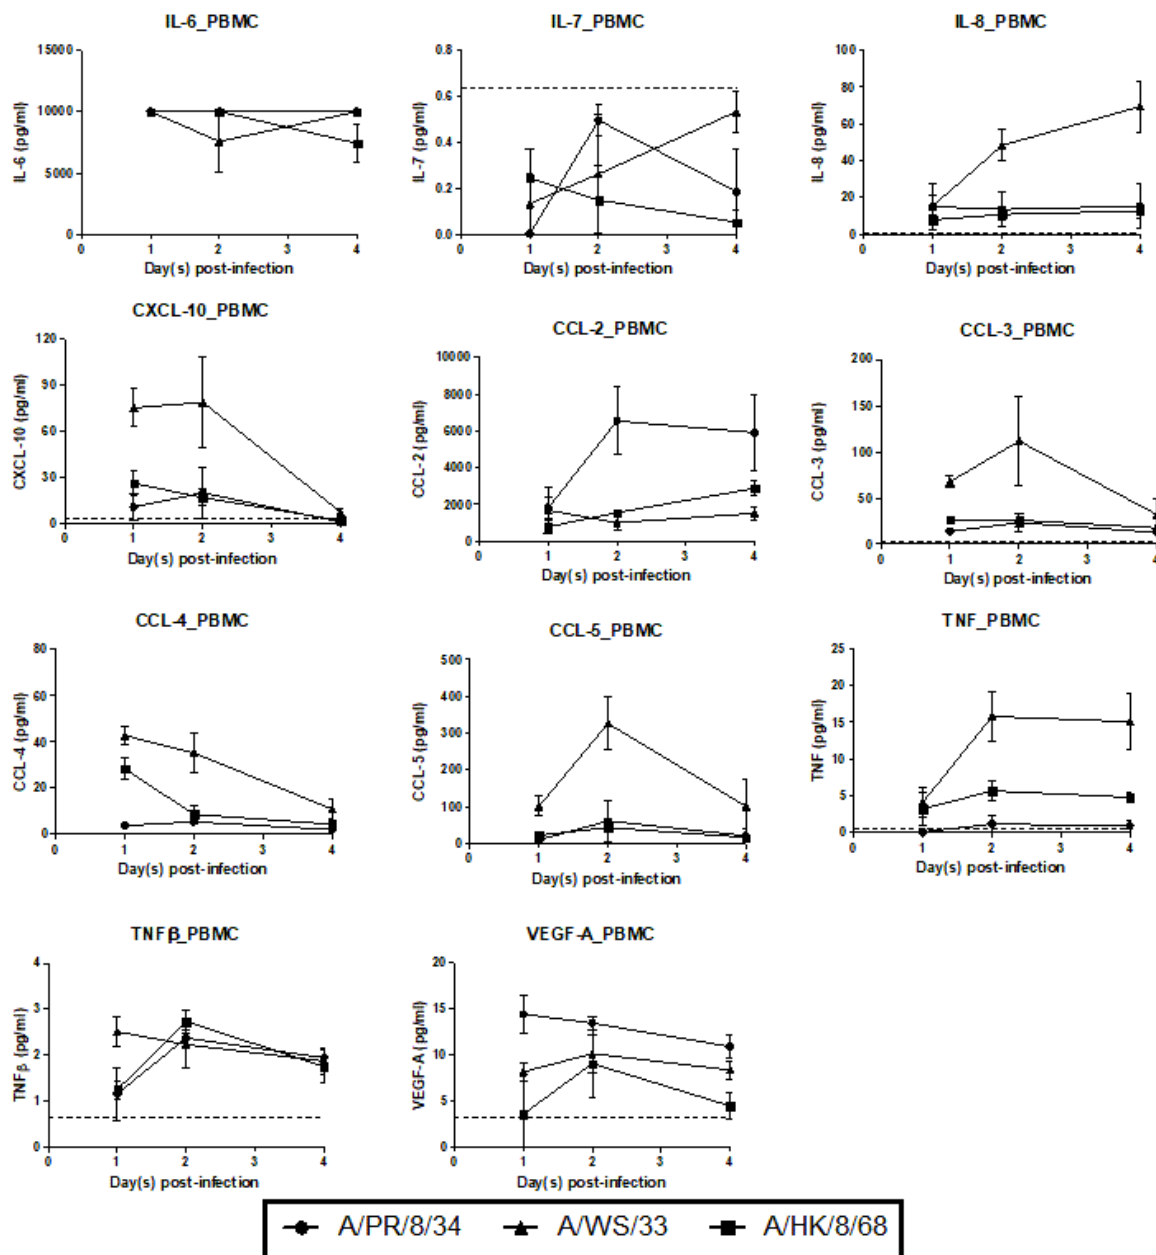 IL-6_PBMC
IL-6 (pg/ml)
15000
10000
5000
0
0 1 2 3 4
Day(s) post-infection
IL-7_PBMC
IL-7 (pg/ml)
0.8
0.6
0.4
0.2
0.0
0 1 2 3 4
Day(s) post-infection
IL-8_PBMC
IL-8 (pg/ml)
100
80
60
40
20
0
0 1 2 3 4
Day(s) post-infection
CXCL-10_PBMC
CXCL-10 (pg/ml)
120
90
60
30
0
0 1 2 3 4
Day(s) post-infection
CCL-2_PBMC
CCL-2 (pg/ml)
10000
8000
6000
4000
2000
0
0 1 2 3 4
Day(s) post-infection
CCL-3_PBMC
CCL-3 (pg/ml)
200
150
100
50
0
0 1 2 3 4
Day(s) post-infection
CCL-4_PBMC
CCL-4 (pg/ml)
80
60
40
20
0
0 1 2 3 4
Day(s) post-infection
CCL-5_PBMC
CCL-5 (pg/ml)
500
400
300
200
100
0
0 1 2 3 4
Day(s) post-infection
TNF_PBMC
TNF (pg/ml)
25
20
15
10
5
0
0 1 2 3 4
Day(s) post-infection
TNFβ_PBMC
TNFβ (pg/ml)
4
3
2
1
0
0 1 2 3 4
Day(s) post-infection
VEGF-A_PBMC
VEGF-A (pg/ml)
20
15
10
5
0
0 1 2 3 4
Day(s) post-infection
A/PR/8/34 A/WS/33 A/HK/8/68